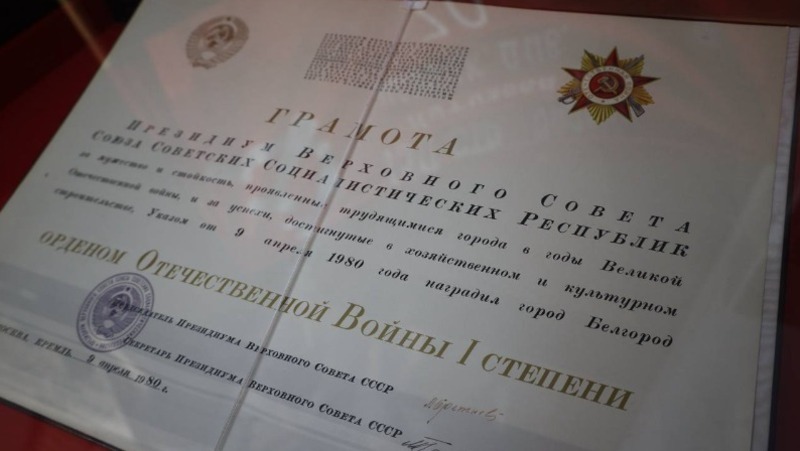 ГРАМОТА
ПРЕЗИДИУМ ВЕРХОВНОГО СОВЕТА
СОЮЗА СОВЕТСКИХ СОЦИАЛИСТИЧЕСКИХ РЕСПУБЛИК
за мужество и стойкость, проявленные трудящимися города в годы Великой
Отечественной войны, и за успехи, достигнутые в хозяйственном и культурном
строительстве, Указом от 9 апреля 1980 года наградил город Белгород
ОРДЕНОМ ОТЕЧЕСТВЕННОЙ ВОЙНЫ I СТЕПЕНИ
ПРЕДСЕДАТЕЛЬ ПРЕЗИДИУМА ВЕРХОВНОГО СОВЕТА СССР
СЕКРЕТАРЬ ПРЕЗИДИУМА ВЕРХОВНОГО СОВЕТА СССР
МОСКВА, КРЕМЛЬ. 9 апреля 1980 г.